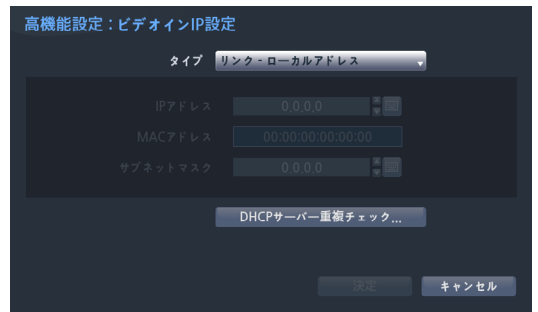 高機能設定：ビデオインIP設定
タイプ リンク - ローカルアドレス
IPアドレス 0.0.0.0
MACアドレス 00:00:00:00:00:00
サブネットマスク 0.0.0.0
DHCPサーバー重複チェック...
決定 キャンセル